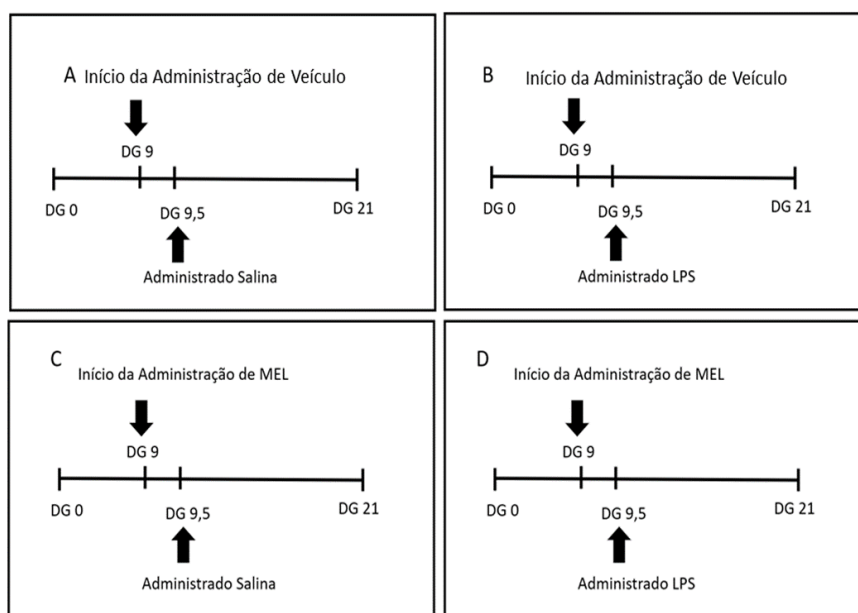 A Início da Administração de Veículo
DG 9
DG 0
DG 9,5
DG 21
Administrado Salina
B Início da Administração de Veículo
DG 9
DG 0
DG 9,5
DG 21
Administrado LPS
C
Início da Administração de MEL
DG 9
DG 0
DG 9,5
DG 21
Administrado Salina
D
Início da Administração de MEL
DG 9
DG 0
DG 9,5
DG 21
Administrado LPS